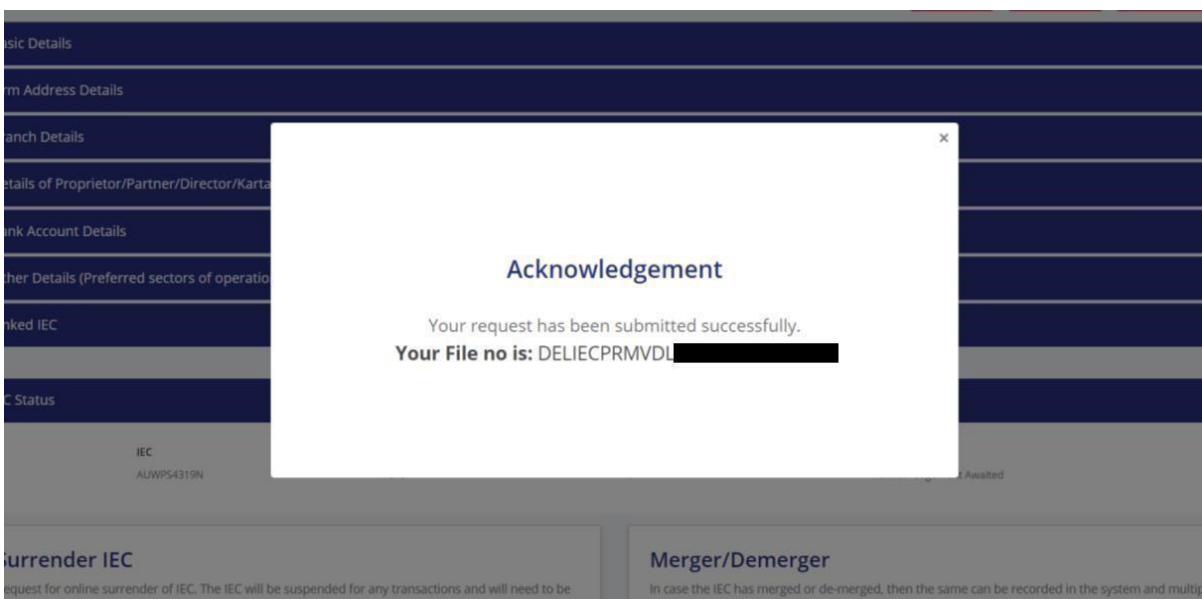 asic Details
rm Address Details
ranch Details
etails of Proprietor/Partner/Director/Karta
ank Account Details
ther Details (Preferred sectors of operatio
nked IEC
×
Acknowledgement
Your request has been submitted successfully.
Your File no is: DELIECPRMVDL
C Status
IEC
AUWPS4319N
t Awaited
Surrender IEC
equest for online surrender of IEC. The IEC will be suspended for any transactions and will need to be
Merger/Demerger
In case the IEC has merged or de-merged, then the same can be recorded in the system and multip